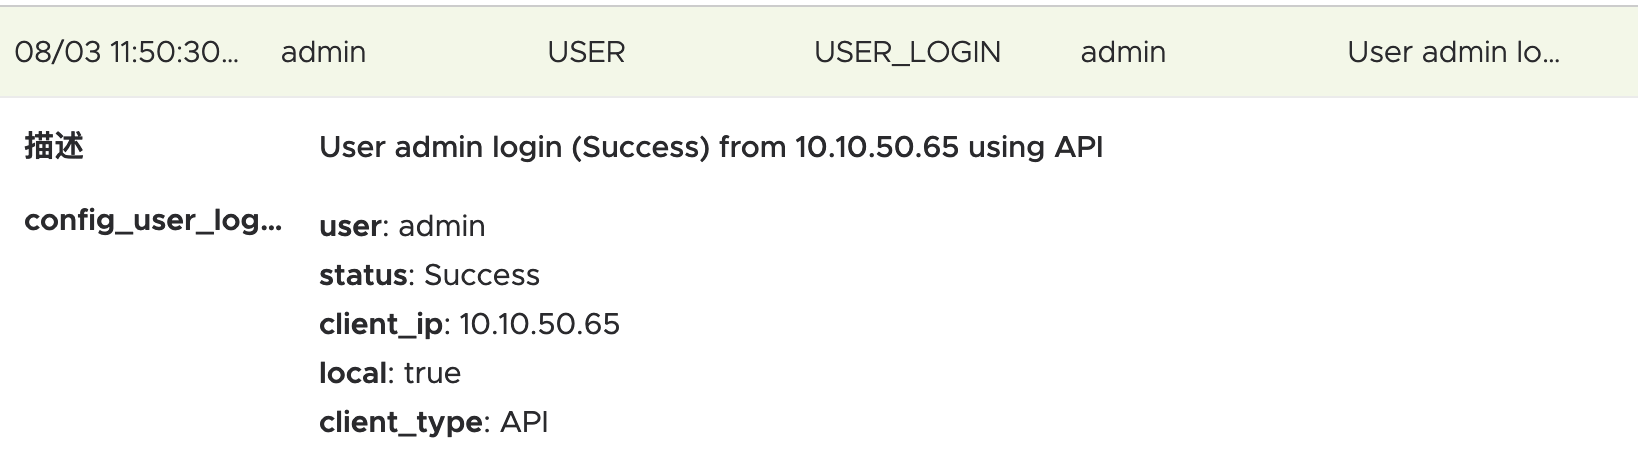 08/03 11:50:30... admin USER USER_LOGIN admin User admin lo...
描述 User admin login (Success) from 10.10.50.65 using API
config_user_log... user: admin
status: Success
client_ip: 10.10.50.65
local: true
client_type: API